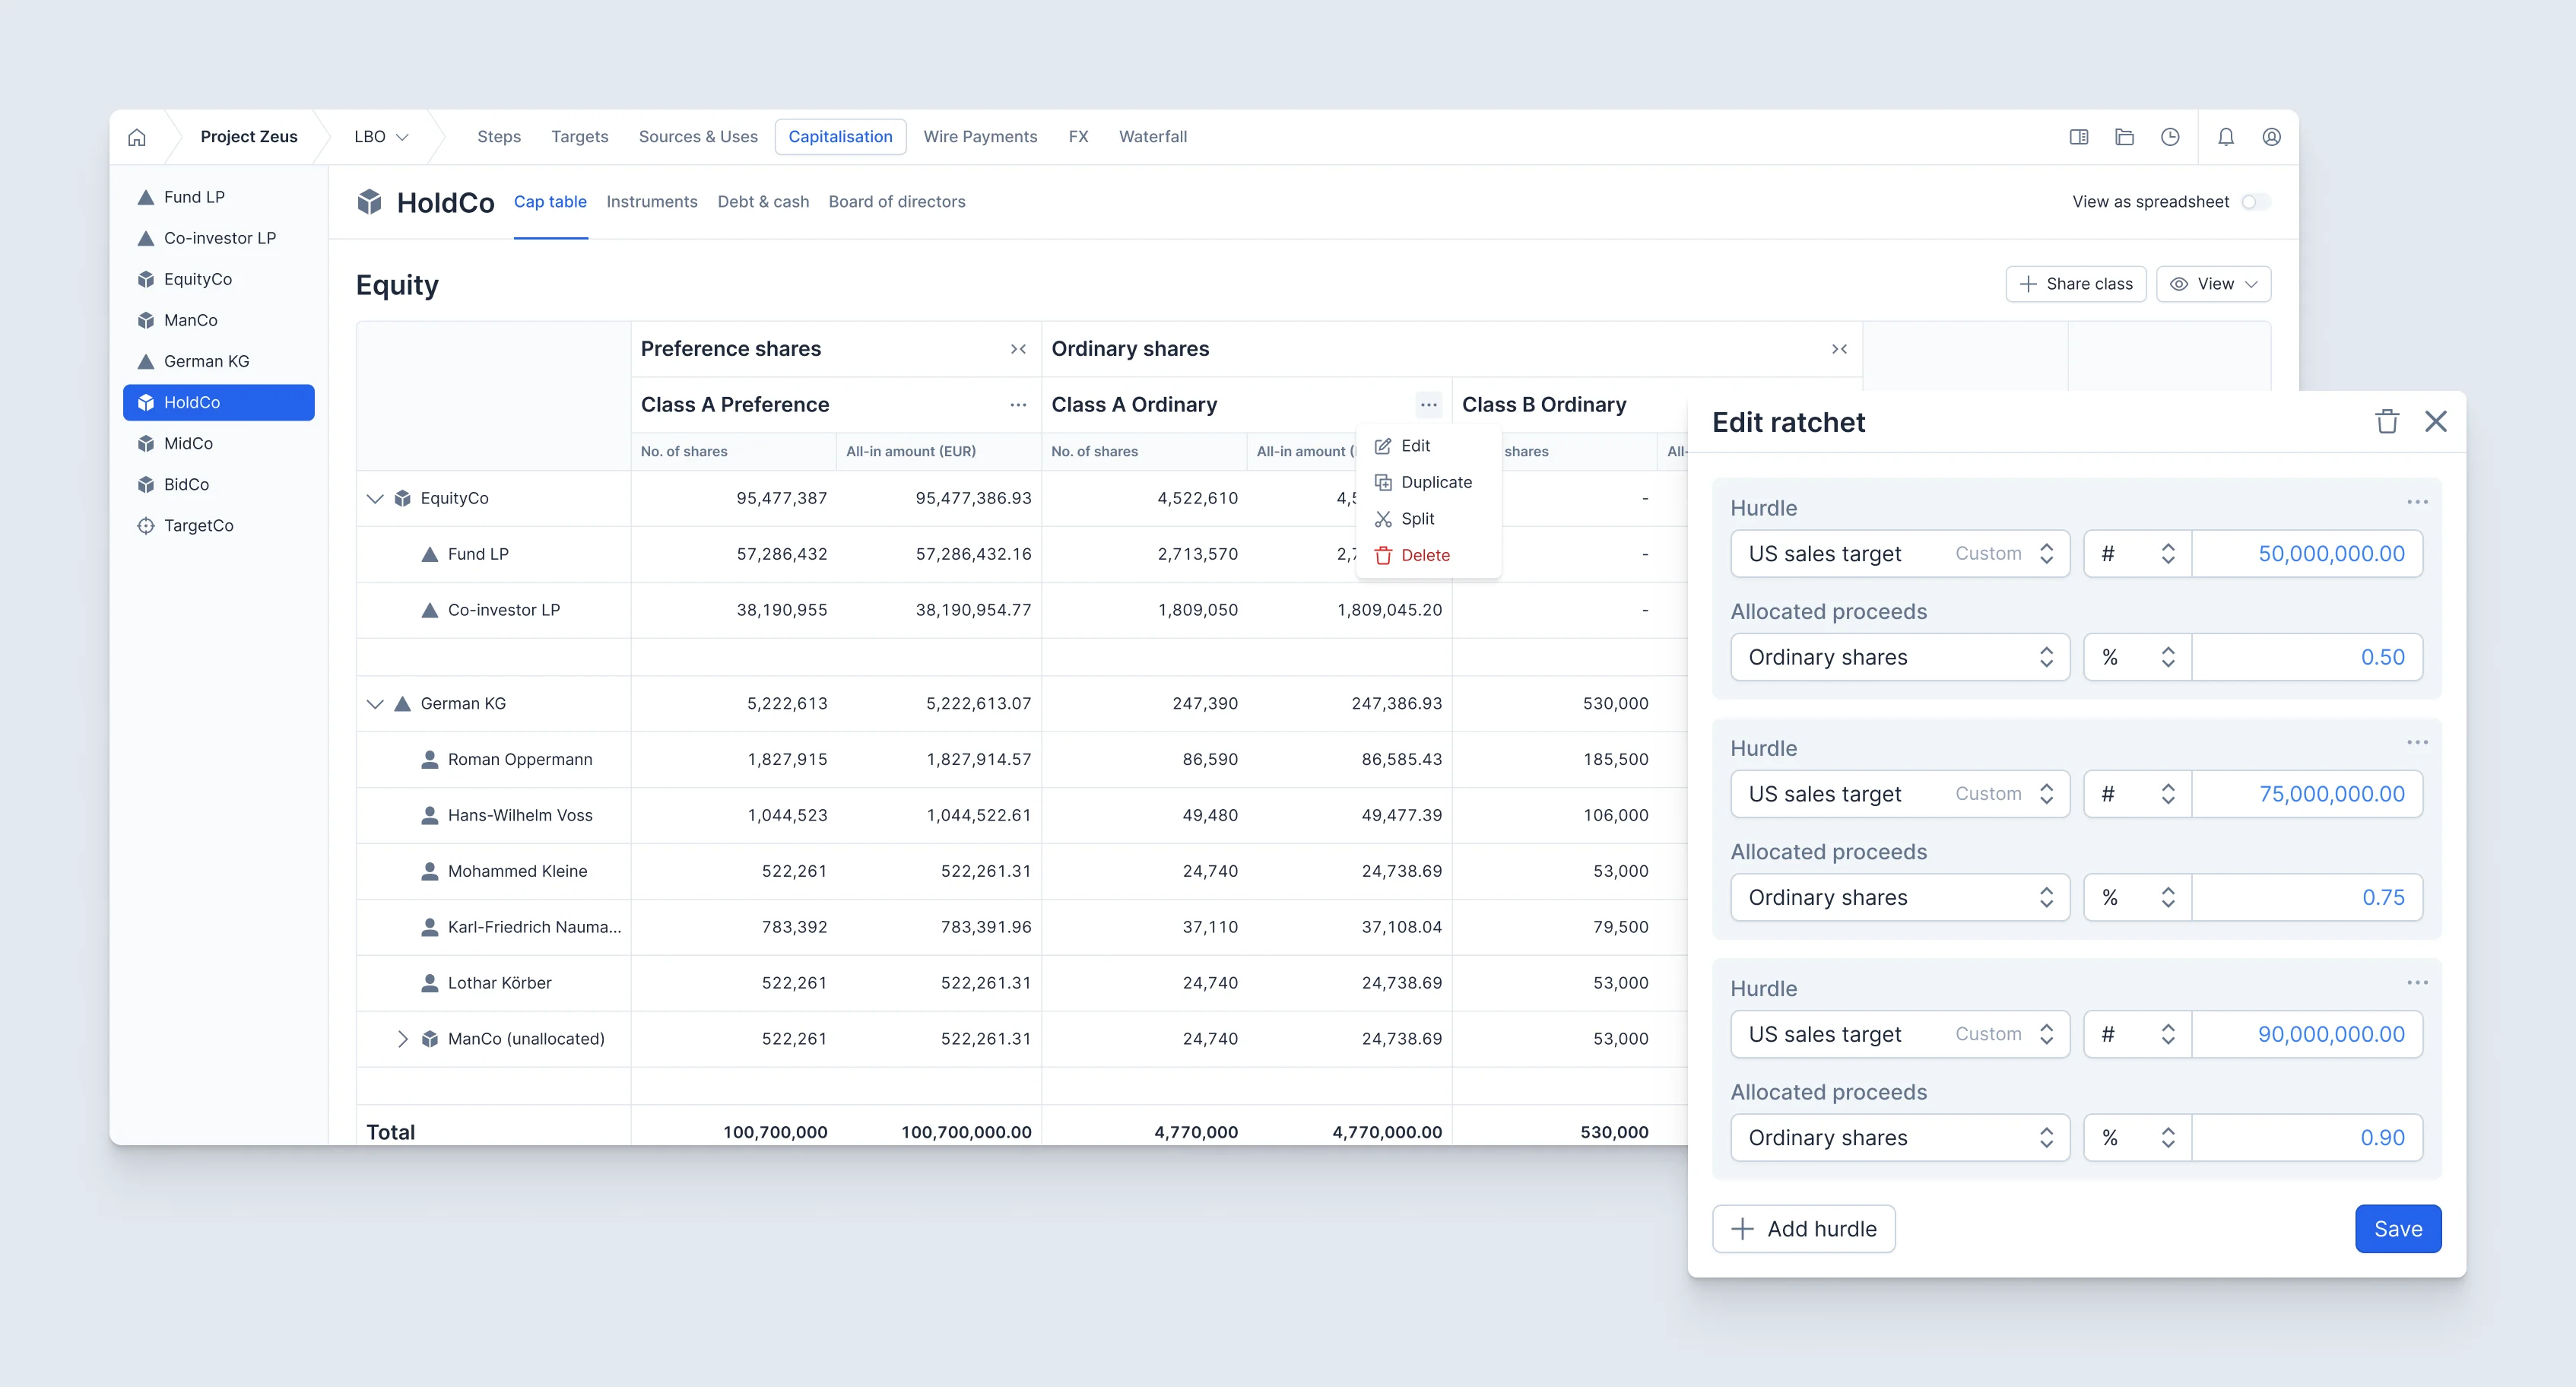 Project Zeus LBO Steps Targets Sources & Uses Capitalisation Wire Payments FX Waterfall
Fund LP
Co-investor LP
EquityCo
ManCo
German KG
HoldCo
MidCo
BidCo
TargetCo
HoldCo Cap table Instruments Debt & cash Board of directors View as spreadsheet
Equity Share class View
Preference shares Ordinary shares
Class A Preference Class A Ordinary Class B Ordinary
No. of shares All-in amount (EUR) No. of shares All-in amount ( shares All-
EquityCo 95,477,387 95,477,386.93 4,522,610 4,5 -
Fund LP 57,286,432 57,286,432.16 2,713,570 2,7 -
Co-investor LP 38,190,955 38,190,954.77 1,809,050 1,809,045.20 -
German KG 5,222,613 5,222,613.07 247,390 247,386.93 530,000
Roman Oppermann 1,827,915 1,827,914.57 86,590 86,585.43 185,500
Hans-Wilhelm Voss 1,044,523 1,044,522.61 49,480 49,477.39 106,000
Mohammed Kleine 522,261 522,261.31 24,740 24,738.69 53,000
Karl-Friedrich Nauma... 783,392 783,391.96 37,110 37,108.04 79,500
Lothar Körber 522,261 522,261.31 24,740 24,738.69 53,000
ManCo (unallocated) 522,261 522,261.31 24,740 24,738.69 53,000
Total 100,700,000 100,700,000.00 4,770,000 4,770,000.00 530,000
Edit
Duplicate
Split
Delete
Edit ratchet
Hurdle
US sales target Custom # 50,000,000.00
Allocated proceeds
Ordinary shares % 0.50
Hurdle
US sales target Custom # 75,000,000.00
Allocated proceeds
Ordinary shares % 0.75
Hurdle
US sales target Custom # 90,000,000.00
Allocated proceeds
Ordinary shares % 0.90
Add hurdle Save